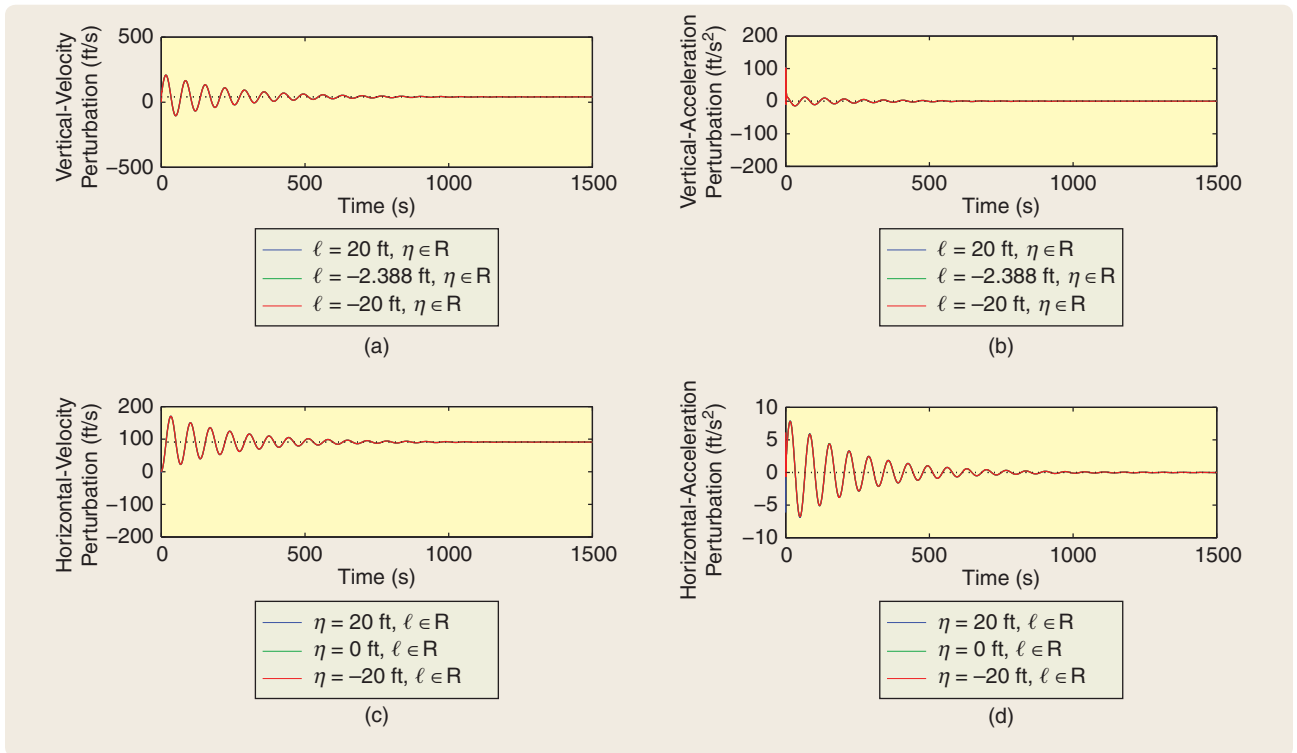 Vertical-Velocity
Perturbation (ft/s)
500
0
−500
0
500
1000
1500
Time (s)
ℓ = 20 ft, η ∈ R
ℓ = −2.388 ft, η ∈ R
ℓ = −20 ft, η ∈ R
(a)
Vertical-Acceleration
Perturbation (ft/s²)
200
100
0
−100
−200
0
500
1000
1500
Time (s)
ℓ = 20 ft, η ∈ R
ℓ = −2.388 ft, η ∈ R
ℓ = −20 ft, η ∈ R
(b)
Horizontal-Velocity
Perturbation (ft/s)
200
100
0
−100
−200
0
500
1000
1500
Time (s)
η = 20 ft, ℓ ∈ R
η = 0 ft, ℓ ∈ R
η = −20 ft, ℓ ∈ R
(c)
Horizontal-Acceleration
Perturbation (ft/s²)
10
5
0
−5
−10
0
500
1000
1500
Time (s)
η = 20 ft, ℓ ∈ R
η = 0 ft, ℓ ∈ R
η = −20 ft, ℓ ∈ R
(d)